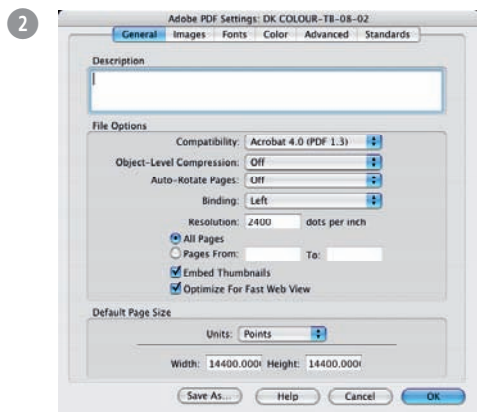 2
Adobe PDF Settings: DK COLOUR-TB-08-02
General Images Fonts Color Advanced Standards
Description
File Options
Compatibility: Acrobat 4.0 (PDF 1.3)
Object-Level Compression: Off
Auto-Rotate Pages: Off
Binding: Left
Resolution: 2400 dots per inch
All Pages
Pages From: To:
Embed Thumbnails
Optimize For Fast Web View
Default Page Size
Units: Points
Width: 14400.000 Height: 14400.000
Save As... Help Cancel OK